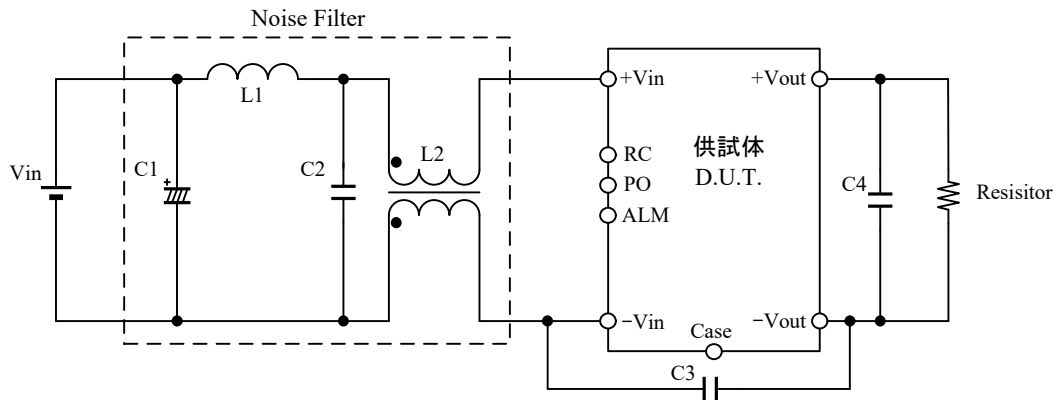 Noise Filter
+Vin
+Vout
L1
Vin
C1
+
C2
L2
RC
PO
ALM
供試体
D.U.T.
C4
Resisitor
−Vin
Case
−Vout
C3